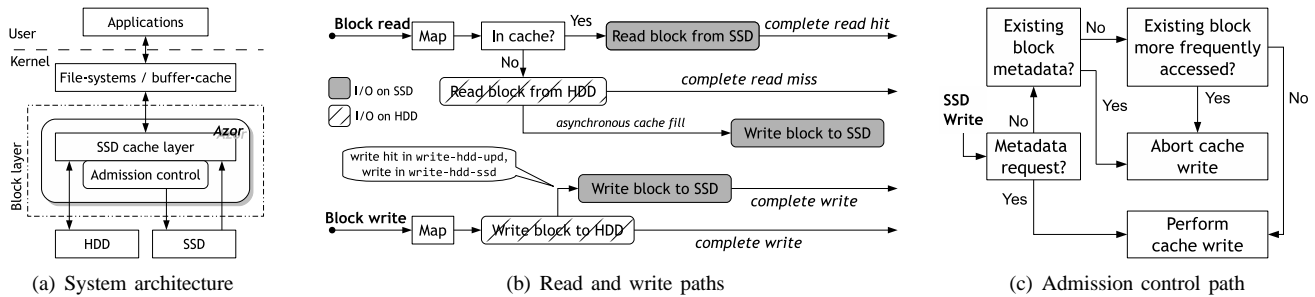 Applications
User
Kernel
File-systems / buffer-cache
Azor
SSD cache layer
Admission control
Block layer
HDD
SSD
(a) System architecture
Block read
Map
In cache?
Yes
Read block from SSD
complete read hit
No
I/O on SSD
I/O on HDD
Read block from HDD
complete read miss
asynchronous cache fill
Write block to SSD
write hit in write-hdd-upd,
write in write-hdd-ssd
Write block to SSD
complete write
Block write
Map
Write block to HDD
complete write
(b) Read and write paths
Existing
block
metadata?
No
Existing block
more frequently
accessed?
Yes
Yes
No
SSD
Write
No
Metadata
request?
Abort cache
write
Yes
Perform
cache write
(c) Admission control path